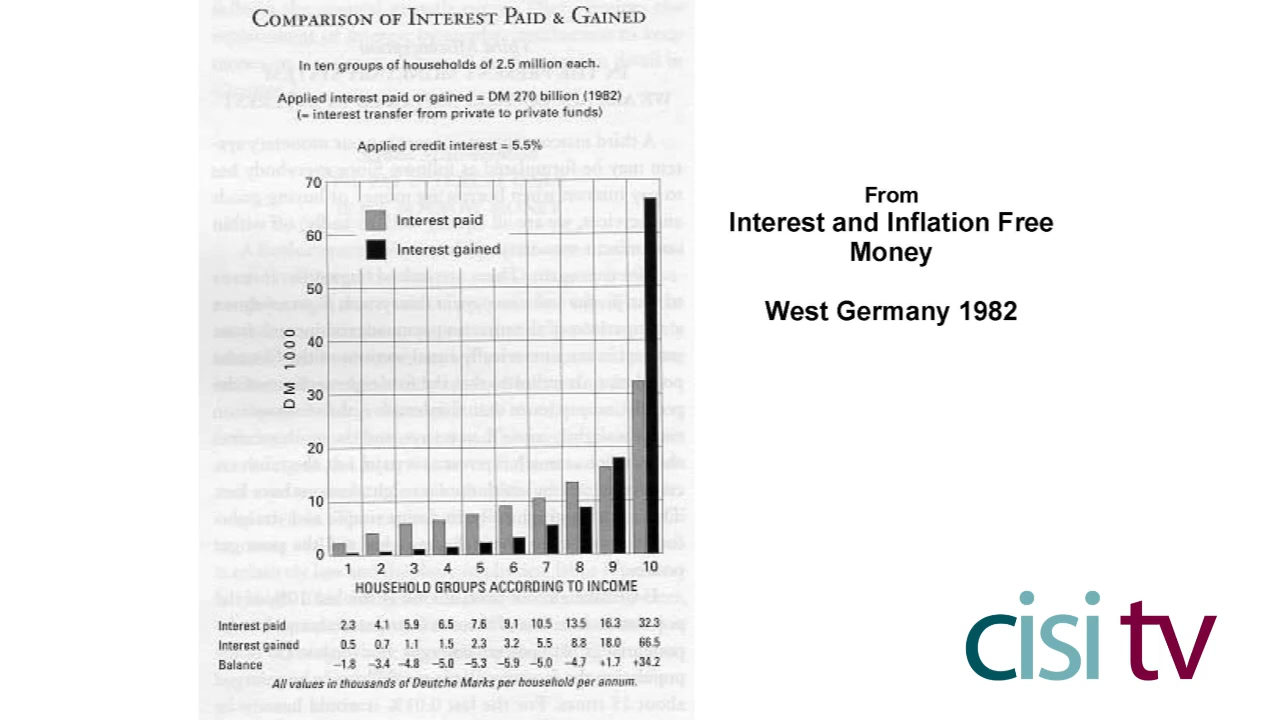 COMPARISON OF INTEREST PAID & GAINED
In ten groups of households of 2.5 million each.
Applied interest paid or gained = DM 270 billion (1982)
(= interest transfer from private to private funds)
Applied credit interest = 5.5%
70
60
50
40
30
20
10
0
DM 1000
Interest paid
Interest gained
1 2 3 4 5 6 7 8 9 10
HOUSEHOLD GROUPS ACCORDING TO INCOME
Interest paid 2.3 4.1 5.9 6.5 7.6 9.1 10.5 13.5 16.3 32.3
Interest gained 0.5 0.7 1.1 1.5 2.3 3.2 5.5 8.8 18.0 66.5
Balance –1.8 –3.4 –4.8 –5.0 –5.3 –5.9 –5.0 –4.7 +1.7 +34.2
All values in thousands of Deutche Marks per household per annum.
From
Interest and Inflation Free
Money
West Germany 1982
cisi tv